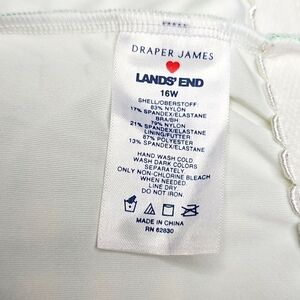 DRAPER JAMES
LANDS' END
16W
SHELL/OBERSTOFF:
83% NYLON
17% SPANDEX/ELASTANE
BRA/BH:
79% NYLON
21% SPANDEX/ELASTANE
LINING/FUTTER:
87% POLYESTER
13% SPANDEX/ELASTANE
HAND WASH COLD
WASH DARK COLORS
SEPARATELY
ONLY NON-CHLORINE BLEACH
WHEN NEEDED
LINE DRY
DO NOT IRON.
MADE IN CHINA
RN 62830